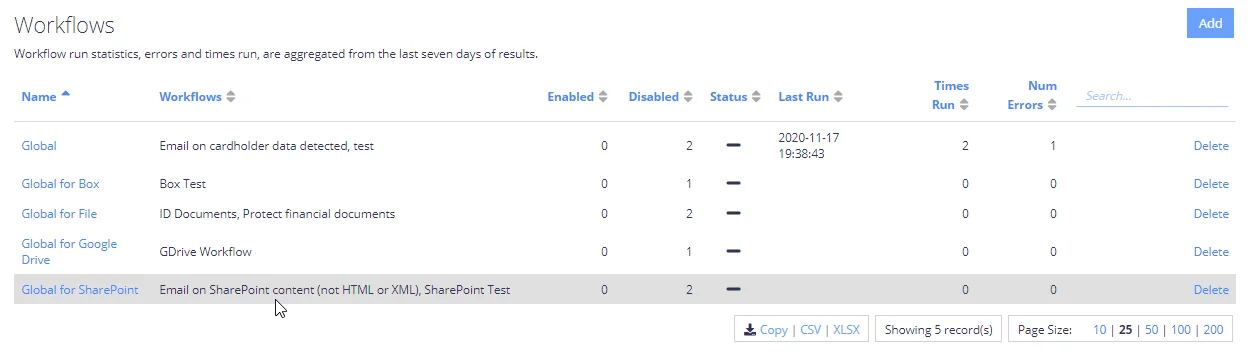 Workflows
Add
Workflow run statistics, errors and times run, are aggregated from the last seven days of results.
Name Workflows Enabled Disabled Status Last Run Times Run Num Errors Search...
Global Email on cardholder data detected, test 0 2 2020-11-17 19:38:43 2 1 Delete
Global for Box Box Test 0 1 0 0 Delete
Global for File ID Documents, Protect financial documents 0 2 0 0 Delete
Global for Google Drive GDrive Workflow 0 1 0 0 Delete
Global for SharePoint Email on SharePoint content (not HTML or XML), SharePoint Test 0 2 0 0 Delete
Copy | CSV | XLSX Showing 5 record(s) Page Size: 10 | 25 | 50 | 100 | 200